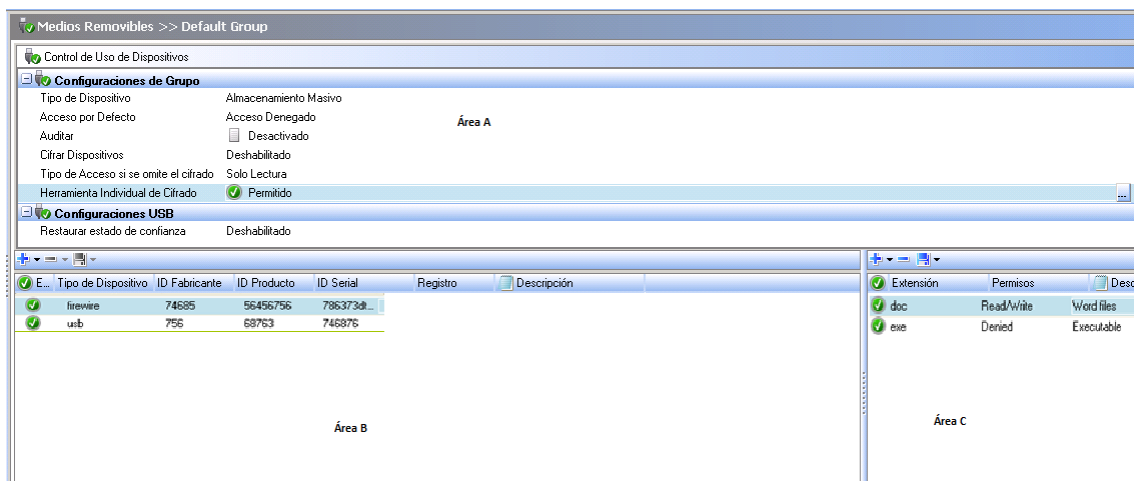 Medios Removibles >> Default Group
Control de Uso de Dispositivos
Configuraciones de Grupo
Tipo de Dispositivo Almacenamiento Masivo
Acceso por Defecto Acceso Denegado
Área A
Auditar Desactivado
Cifrar Dispositivos Deshabilitado
Tipo de Acceso si se omite el cifrado Solo Lectura
Herramienta Individual de Cifrado Permitido ...
Configuraciones USB
Restaurar estado de confianza Deshabilitado
E... Tipo de Dispositivo ID Fabricante ID Producto ID Serial Registro Descripción
firewire 74685 56456756
usb 756 68763 746876
Área B
Extensión Permisos Desc
doc Read/Write Word files
exe Denied Executable
Área C